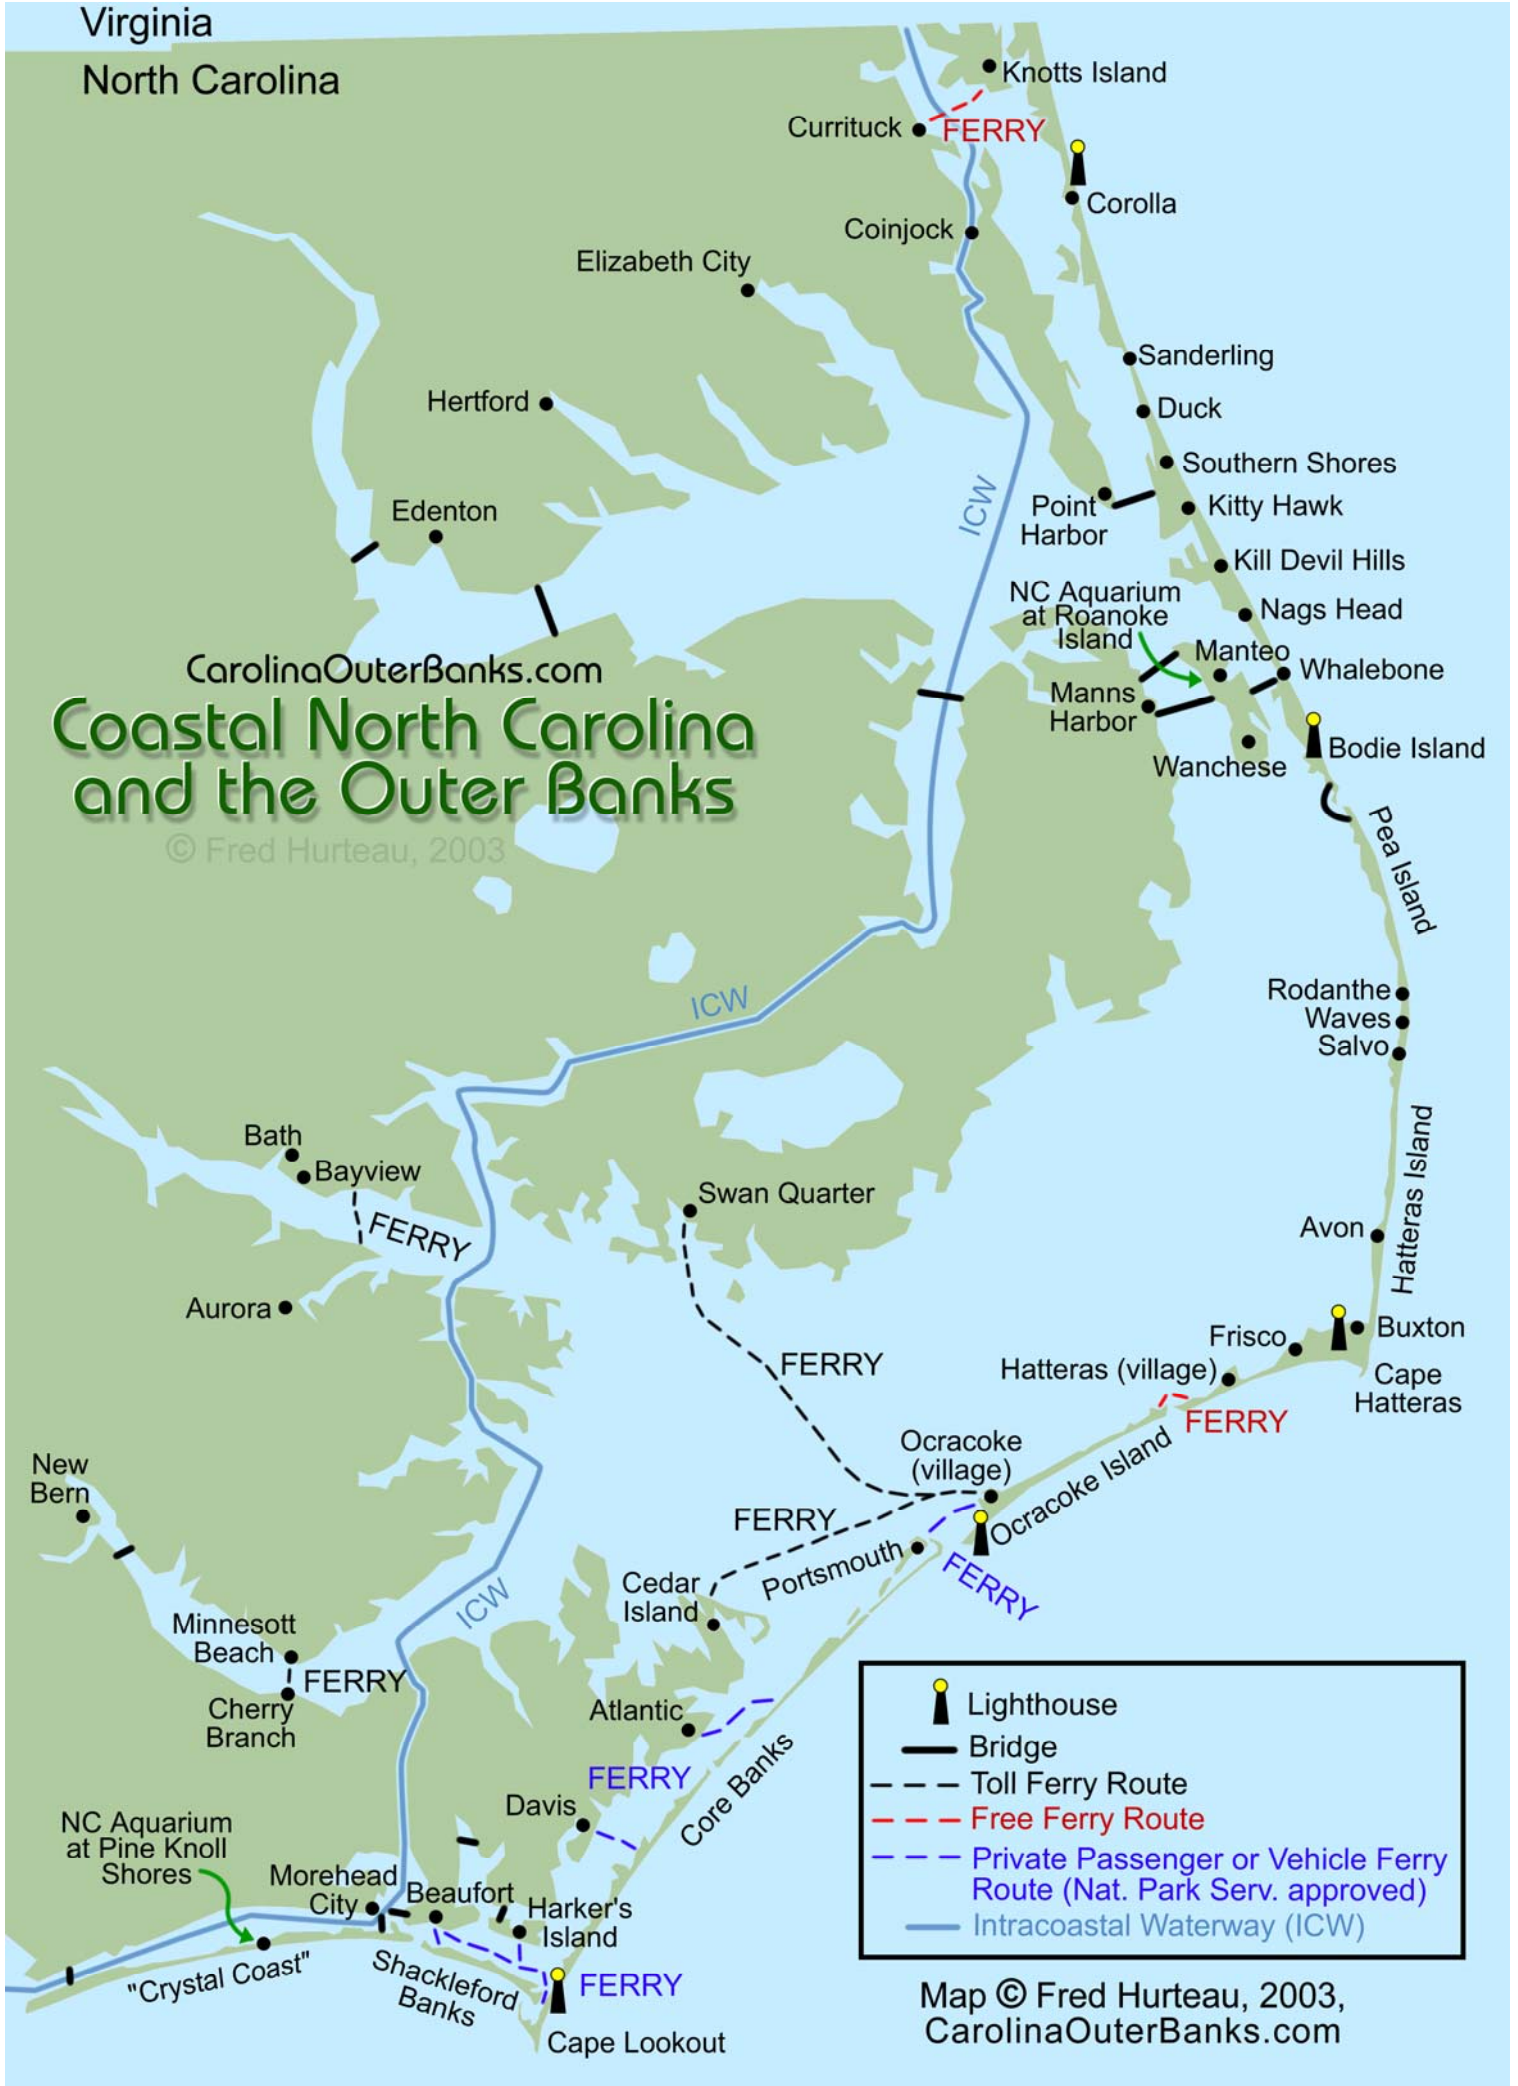 Virginia
North Carolina
Knotts Island
Currituck
FERRY
Corolla
Coinjock
Elizabeth City
Sanderling
Hertford
Duck
Southern Shores
ICW
Point
Harbor
Kitty Hawk
Edenton
Kill Devil Hills
NC Aquarium
at Roanoke
Island
Nags Head
Manteo
Whalebone
CarolinaOuterBanks.com
Coastal North Carolina
and the Outer Banks
© Fred Hurteau, 2003
Manns
Harbor
Bodie Island
Wanchese
Pea Island
Rodanthe
Waves
Salvo
ICW
Hatteras Island
Bath
Bayview
FERRY
Swan Quarter
Avon
Aurora
Buxton
Frisco
Cape
Hatteras
Hatteras (village)
FERRY
FERRY
Ocracoke
(village)
Ocracoke Island
New
Bern
FERRY
Portsmouth
FERRY
Cedar
Island
ICW
Minnesott
Beach
FERRY
Cherry
Branch
Atlantic
FERRY
Core Banks
Davis
NC Aquarium
at Pine Knoll
Shores
Morehead
City
Beaufort
Harker's
Island
"Crystal Coast"
Shackleford
Banks
FERRY
Cape Lookout
Lighthouse
Bridge
Toll Ferry Route
Free Ferry Route
Private Passenger or Vehicle Ferry
Route (Nat. Park Serv. approved)
Intracoastal Waterway (ICW)
Map © Fred Hurteau, 2003,
CarolinaOuterBanks.com